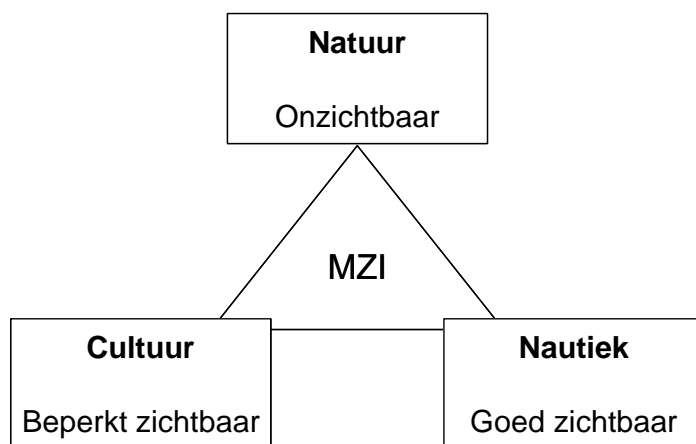 Natuur
Onzichtbaar
MZI
Cultuur
Beperkt zichtbaar
Nautiek
Goed zichtbaar